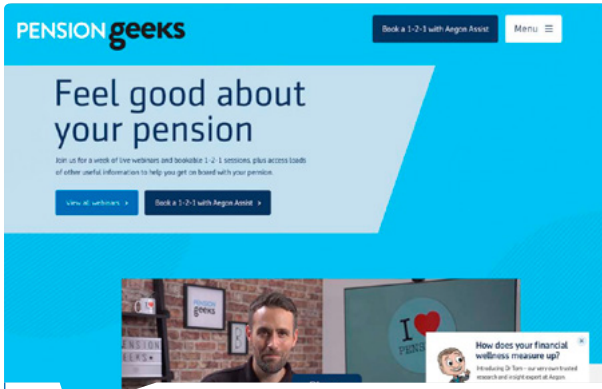 PENSION geeks
Book a 1-2-1 with Aegon Assist
Menu
Feel good about
your pension
Join us for a week of live webinars and bookable 1-2-1 sessions, plus access loads
of other useful information to help you get on board with your pension.
View all webinars
Book a 1-2-1 with Aegon Assist
PENSION
geeks
PENSION
GEEKS
I
PENS
How does your financial
wellness measure up?
Introducing Dr Tom – our very own trusted
research and insight expert at Aegon